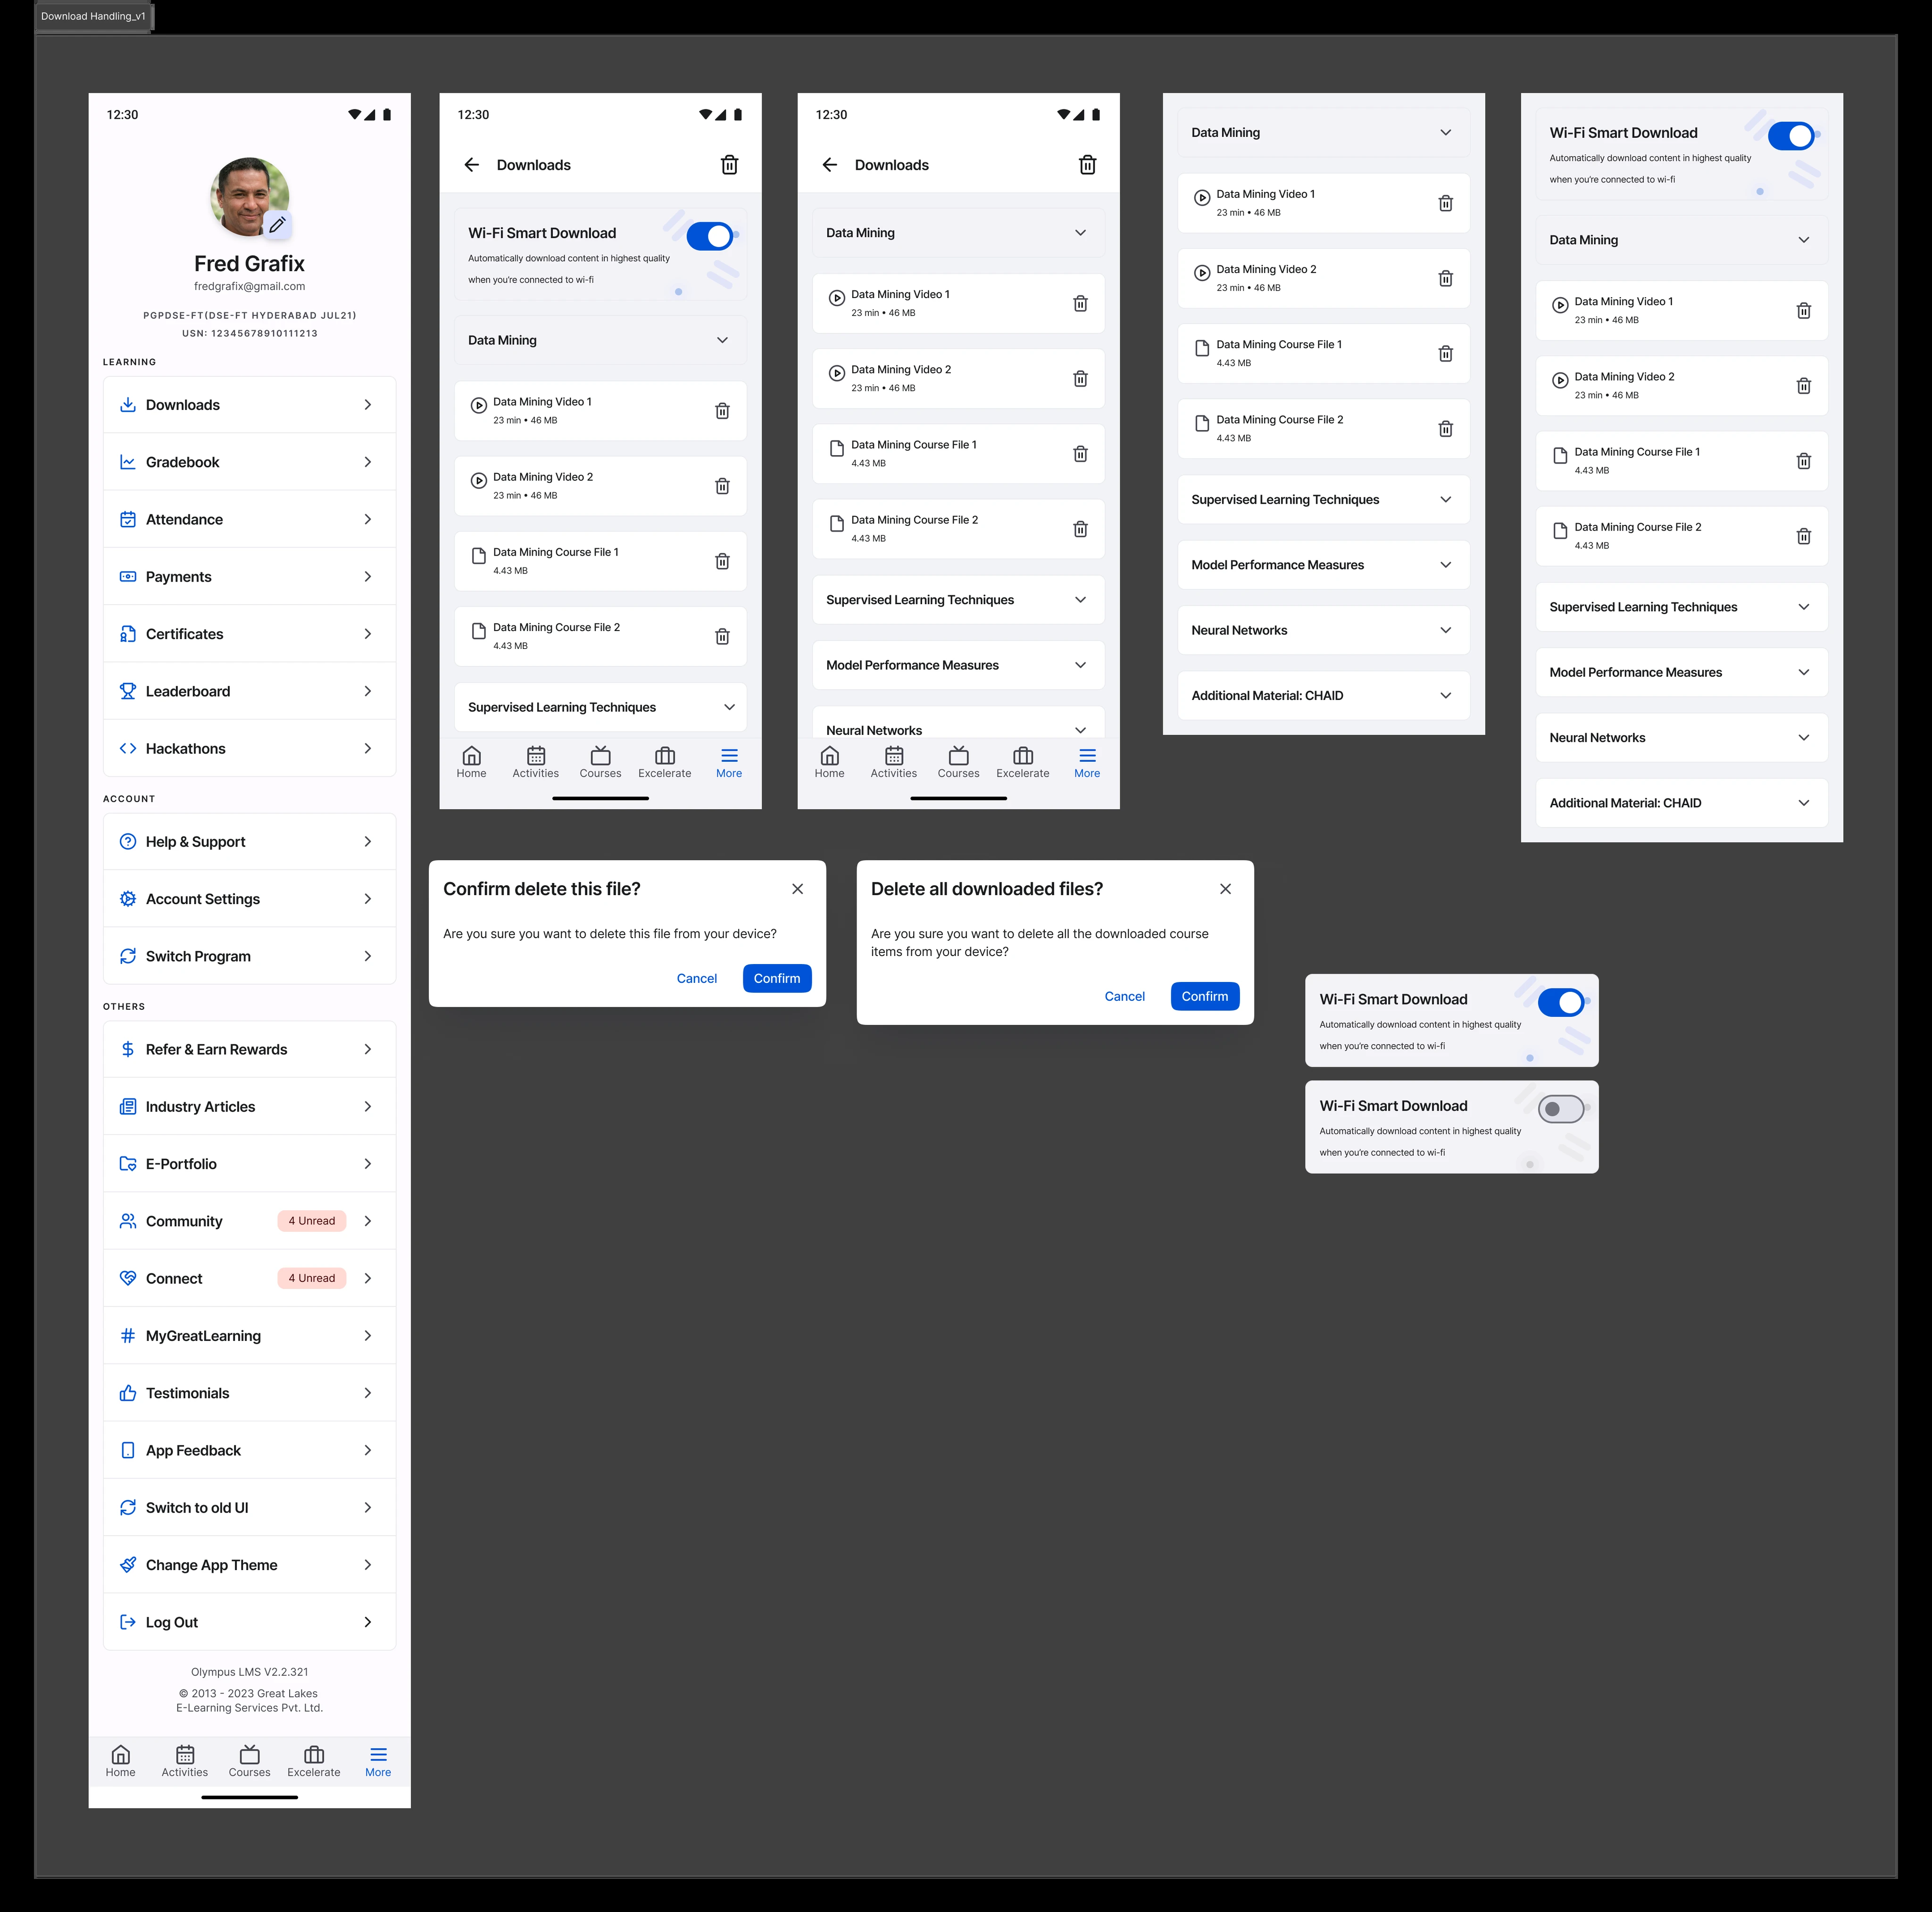 Download Handling_v1
12:30
Fred Grafix
fredgrafix@gmail.com
PGPDSE-FT(DSE-FT HYDERABAD JUL21)
USN: 12345678910111213
LEARNING
Downloads
Gradebook
Attendance
Payments
Certificates
Leaderboard
Hackathons
ACCOUNT
Help & Support
Account Settings
Switch Program
OTHERS
Refer & Earn Rewards
Industry Articles
E-Portfolio
Community 4 Unread
Connect 4 Unread
MyGreatLearning
Testimonials
App Feedback
Switch to old UI
Change App Theme
Log Out
Olympus LMS V2.2.321
© 2013 - 2023 Great Lakes
E-Learning Services Pvt. Ltd.
Home Activities Courses Excelerate More
12:30
Downloads
Wi-Fi Smart Download
Automatically download content in highest quality
when you're connected to wi-fi
Data Mining
Data Mining Video 1
23 min • 46 MB
Data Mining Video 2
23 min • 46 MB
Data Mining Course File 1
4.43 MB
Data Mining Course File 2
4.43 MB
Supervised Learning Techniques
Home Activities Courses Excelerate More
12:30
Downloads
Data Mining
Data Mining Video 1
23 min • 46 MB
Data Mining Video 2
23 min • 46 MB
Data Mining Course File 1
4.43 MB
Data Mining Course File 2
4.43 MB
Supervised Learning Techniques
Model Performance Measures
Neural Networks
Home Activities Courses Excelerate More
Data Mining
Data Mining Video 1
23 min • 46 MB
Data Mining Video 2
23 min • 46 MB
Data Mining Course File 1
4.43 MB
Data Mining Course File 2
4.43 MB
Supervised Learning Techniques
Model Performance Measures
Neural Networks
Additional Material: CHAID
Wi-Fi Smart Download
Automatically download content in highest quality
when you're connected to wi-fi
Data Mining
Data Mining Video 1
23 min • 46 MB
Data Mining Video 2
23 min • 46 MB
Data Mining Course File 1
4.43 MB
Data Mining Course File 2
4.43 MB
Supervised Learning Techniques
Model Performance Measures
Neural Networks
Additional Material: CHAID
Confirm delete this file?
Are you sure you want to delete this file from your device?
Cancel Confirm
Delete all downloaded files?
Are you sure you want to delete all the downloaded course
items from your device?
Cancel Confirm
Wi-Fi Smart Download
Automatically download content in highest quality
when you're connected to wi-fi
Wi-Fi Smart Download
Automatically download content in highest quality
when you're connected to wi-fi